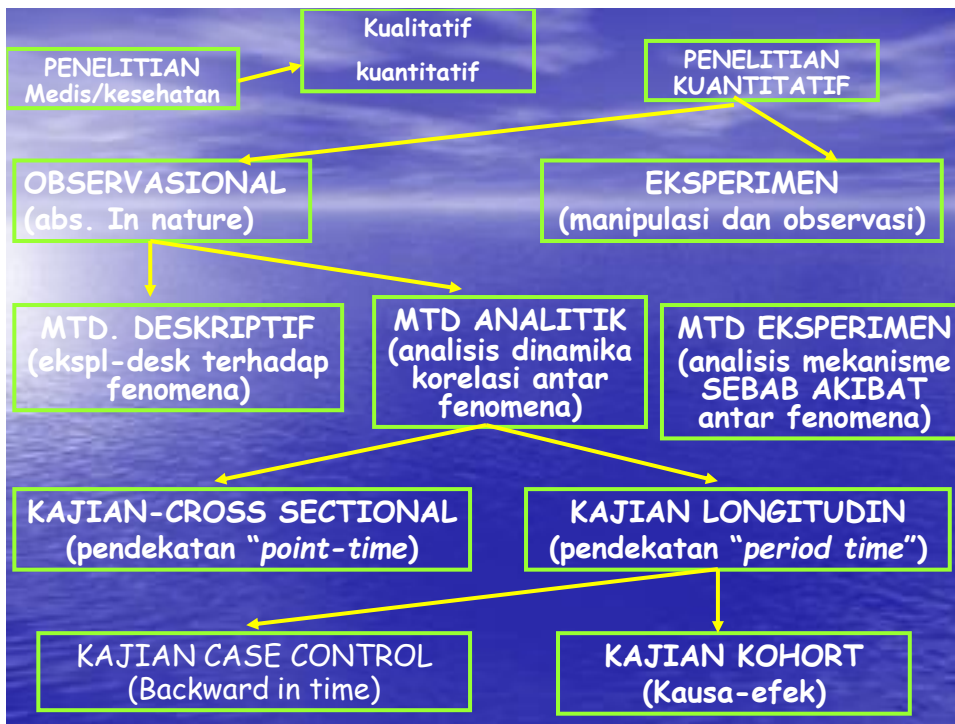 Kualitatif
kuantitatif
PENELITIAN
Medis/kesehatan
PENELITIAN
KUANTITATIF
OBSERVASIONAL
(abs. In nature)
EKSPERIMEN
(manipulasi dan observasi)
MTD. DESKRIPTIF
(ekspl-desk terhadap
fenomena)
MTD ANALITIK
(analisis dinamika
korelasi antar
fenomena)
MTD EKSPERIMEN
(analisis mekanisme
SEBAB AKIBAT
antar fenomena)
KAJIAN-CROSS SECTIONAL
(pendekatan “point-time)
KAJIAN LONGITUDIN
(pendekatan “period time”)
KAJIAN CASE CONTROL
(Backward in time)
KAJIAN KOHORT
(Kausa-efek)